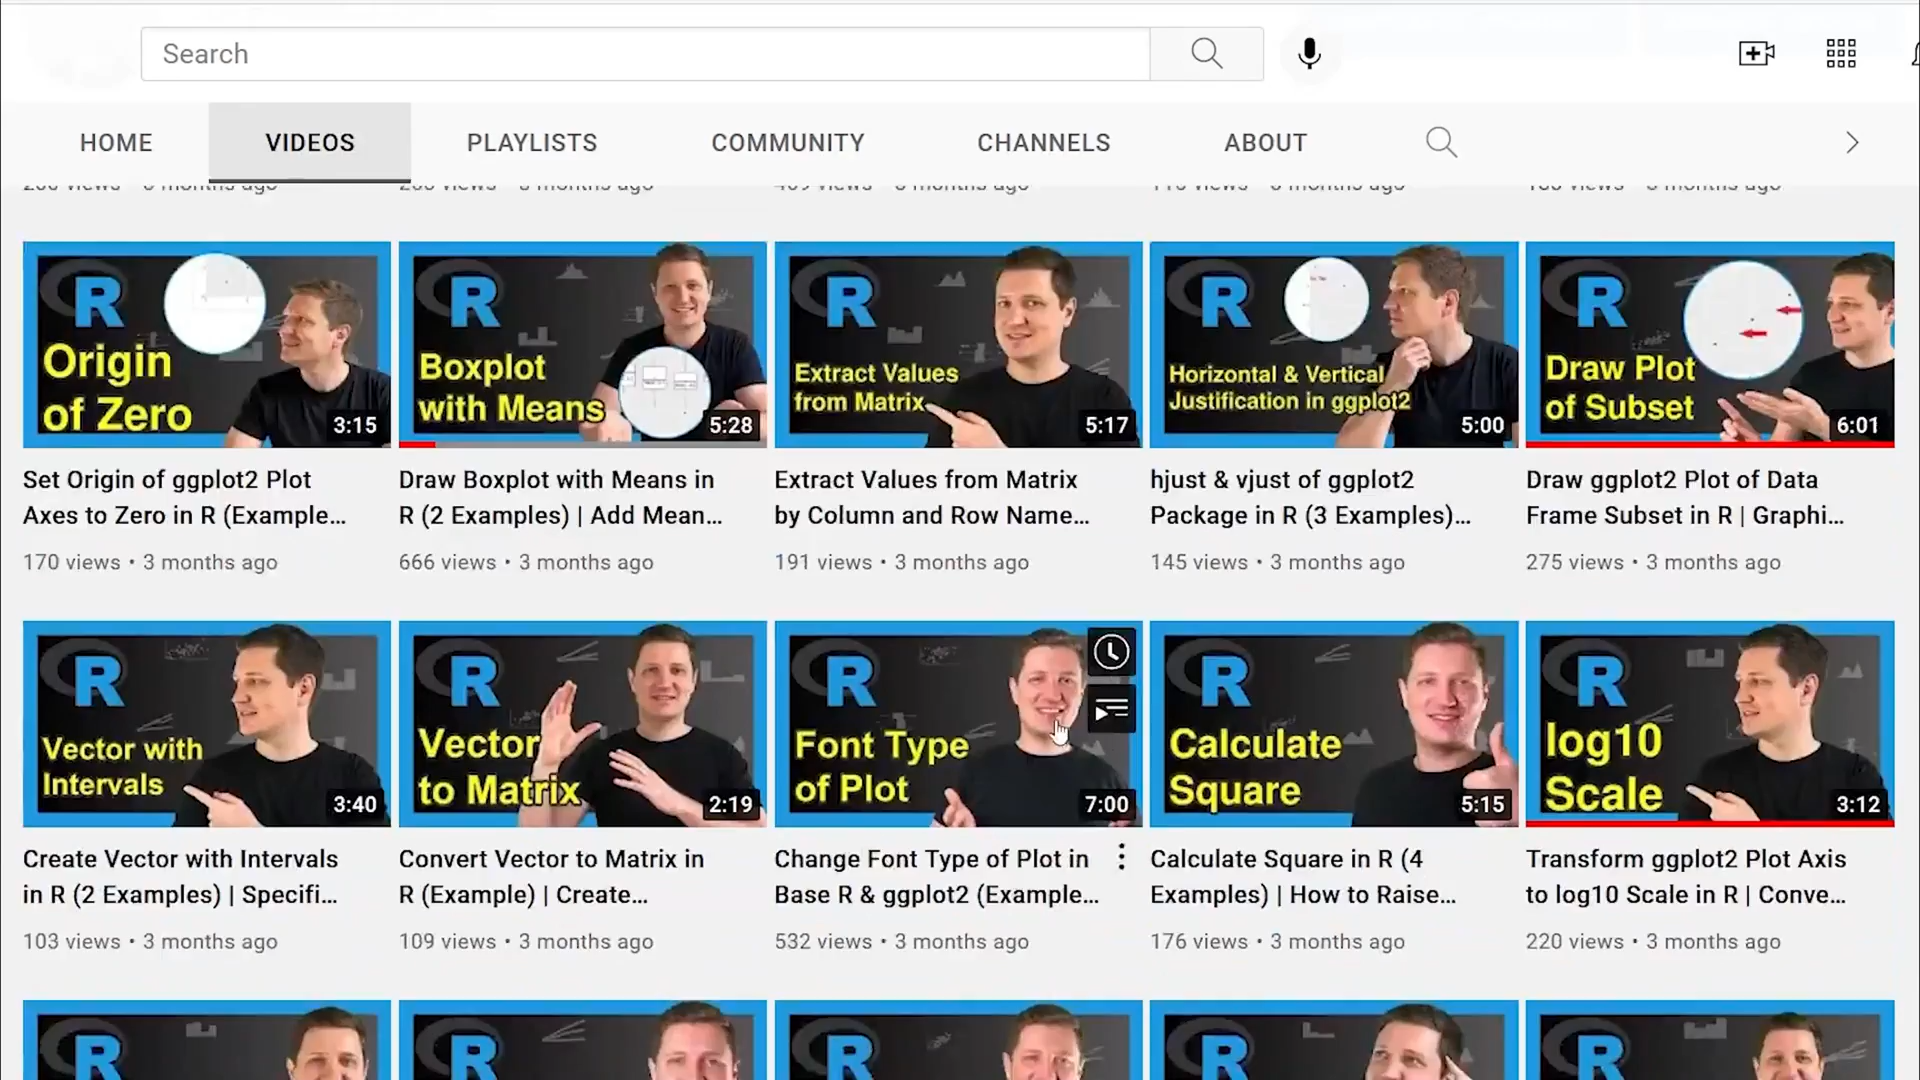 Search
HOME VIDEOS PLAYLISTS COMMUNITY CHANNELS ABOUT
R R R R R
Origin
of Zero
3:15
Boxplot
with Means
5:28
Extract Values
from Matrix
5:17
Horizontal & Vertical
Justification in ggplot2
5:00
Draw Plot
of Subset
6:01
Set Origin of ggplot2 Plot
Axes to Zero in R (Example...
170 views • 3 months ago
Draw Boxplot with Means in
R (2 Examples) | Add Mean...
666 views • 3 months ago
Extract Values from Matrix
by Column and Row Name...
191 views • 3 months ago
hjust & vjust of ggplot2
Package in R (3 Examples)...
145 views • 3 months ago
Draw ggplot2 Plot of Data
Frame Subset in R | Graphi...
275 views • 3 months ago
R R R R R
Vector with
Intervals
3:40
Vector
to Matrix
2:19
Font Type
of Plot
7:00
Calculate
Square
5:15
log10
Scale
3:12
Create Vector with Intervals
in R (2 Examples) | Specifi...
103 views • 3 months ago
Convert Vector to Matrix in
R (Example) | Create...
109 views • 3 months ago
Change Font Type of Plot in
Base R & ggplot2 (Example...
532 views • 3 months ago
Calculate Square in R (4
Examples) | How to Raise...
176 views • 3 months ago
Transform ggplot2 Plot Axis
to log10 Scale in R | Conve...
220 views • 3 months ago
R R R R R